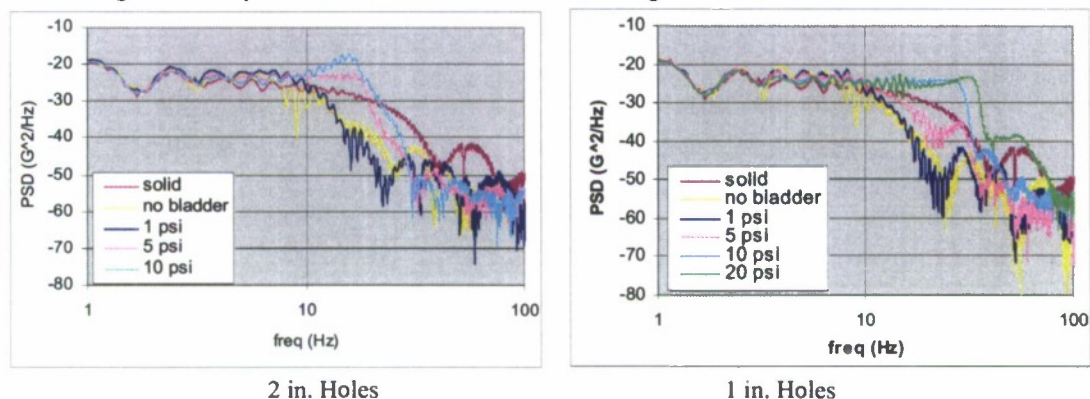 -10
-20
-30
-40
-50
-60
-70
-80
PSD (G^2/Hz)
solid
no bladder
1 psi
5 psi
10 psi
1
10
100
freq (Hz)
2 in. Holes
-10
-20
-30
-40
-50
-60
-70
-80
PSD (G^2/Hz)
solid
no bladder
1 psi
5 psi
10 psi
20 psi
1
10
100
freq (Hz)
1 in. Holes